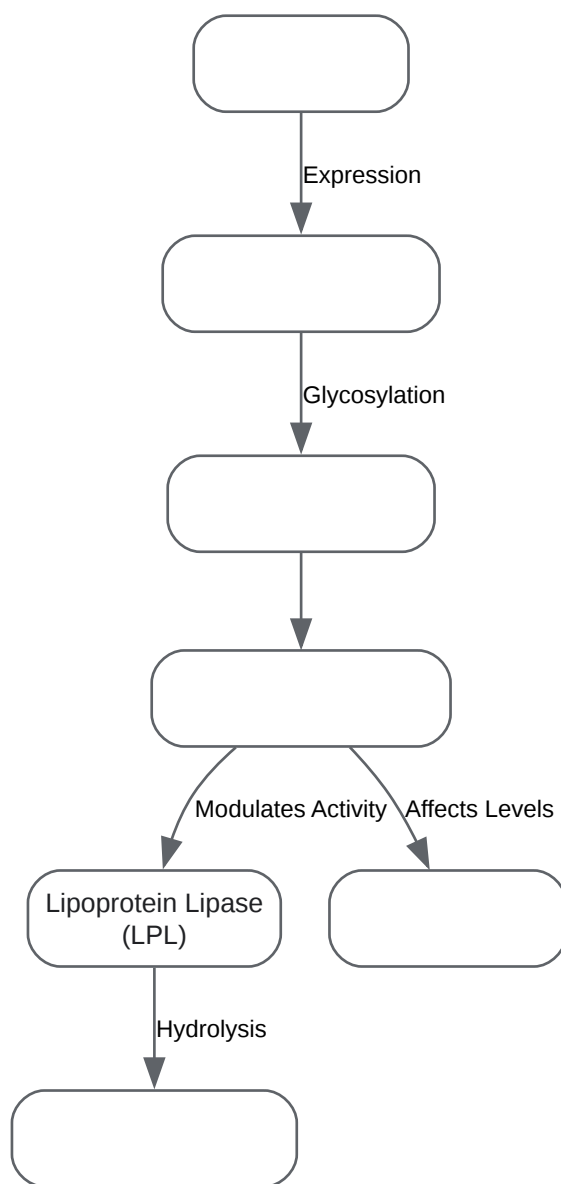 Expression
Glycosylation
Modulates Activity
Affects Levels
Lipoprotein Lipase
(LPL)
Hydrolysis